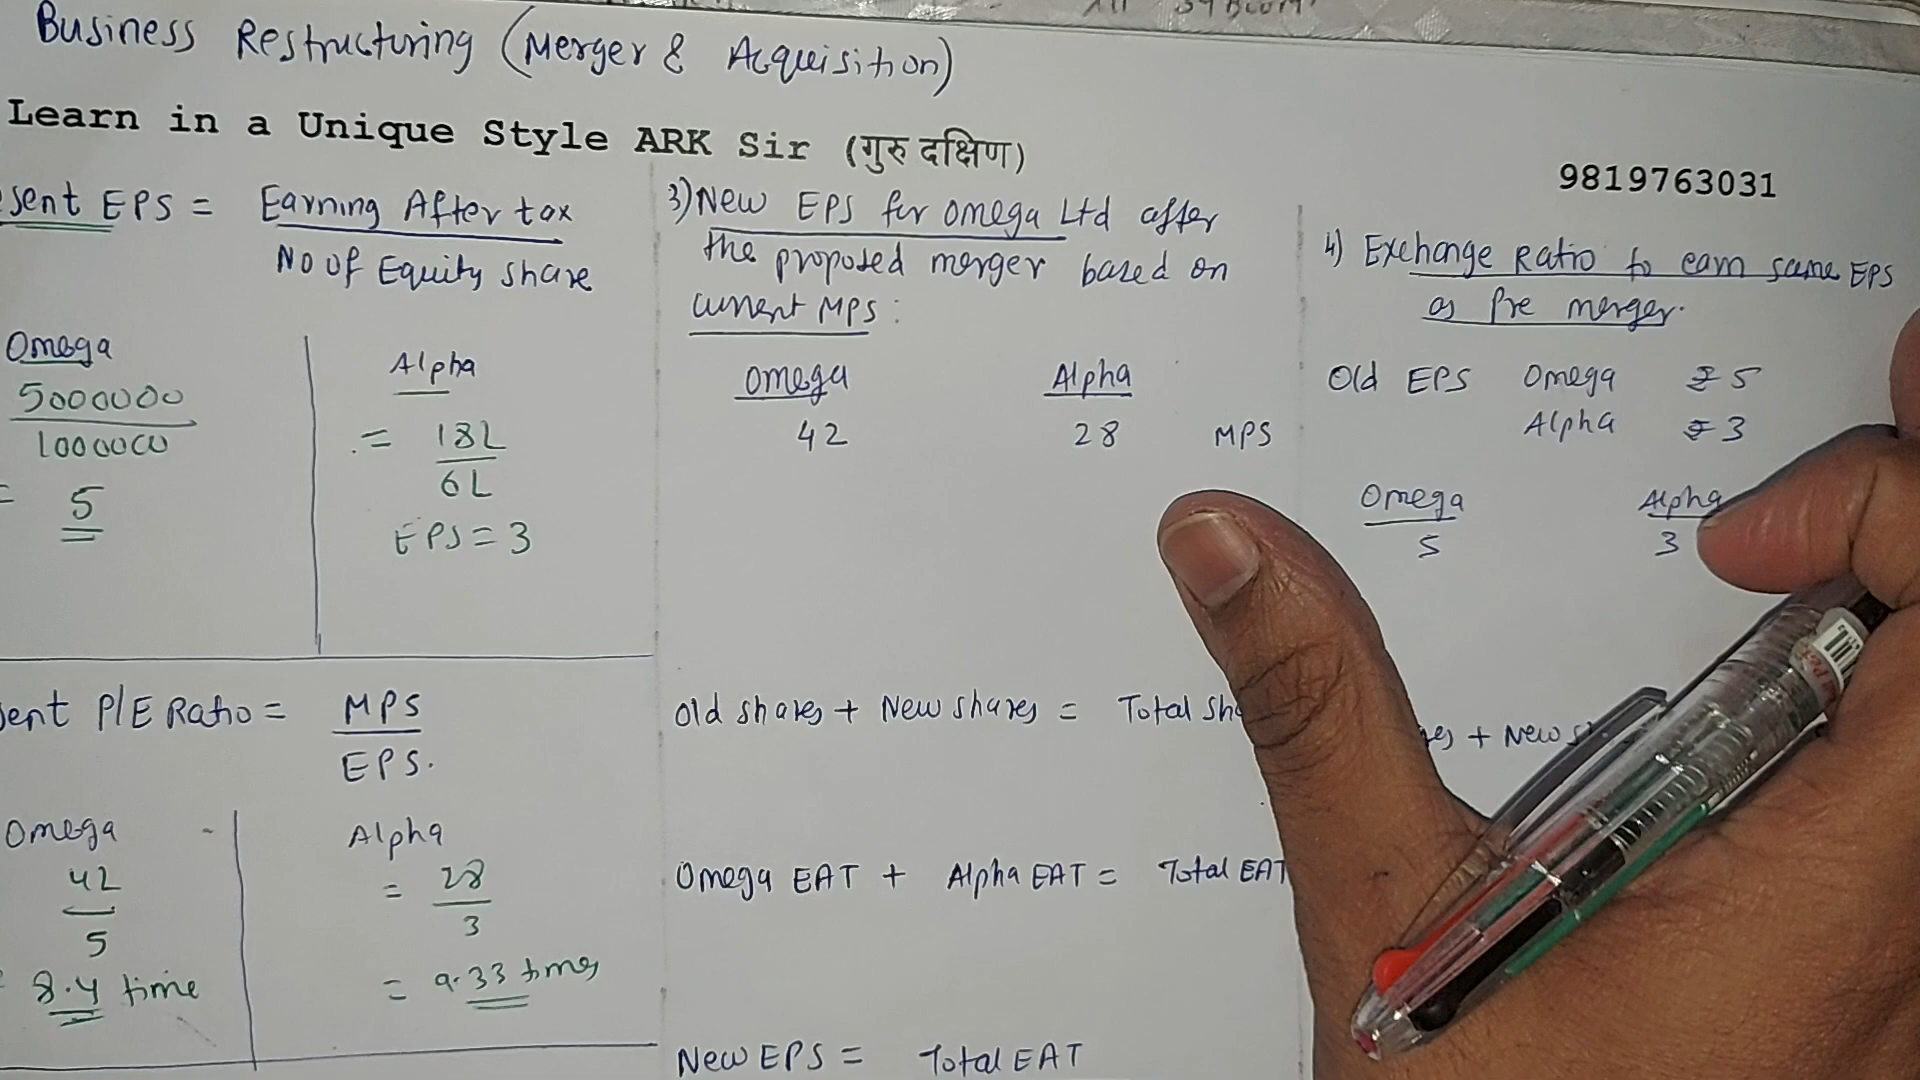 Business Restructuring (Merger & Acquisition)
Learn in a Unique Style ARK Sir (गुरु दक्षिण)
9819763031
sent EPS = Earning After tax
No of Equity share
Omega
5000000
1000000
= 5
Alpha
= 18L
6L
EPS = 3
sent P/E Ratio = MPS
EPS.
Omega
42
5
= 8.4 time
Alpha
= 28
3
= 9.33 times
3) New EPS for omega Ltd after
the proposed merger based on
current MPS :
Omega Alpha
42 28 MPS
Old shares + New shares = Total Sh
Omega EAT + Alpha EAT = Total EAT
New EPS = Total EAT
4) Exchange Ratio to earn same EPS
as Pre merger.
Old EPS Omega ₹ 5
Alpha ₹ 3
Omega Alpha
5 3
es + New s